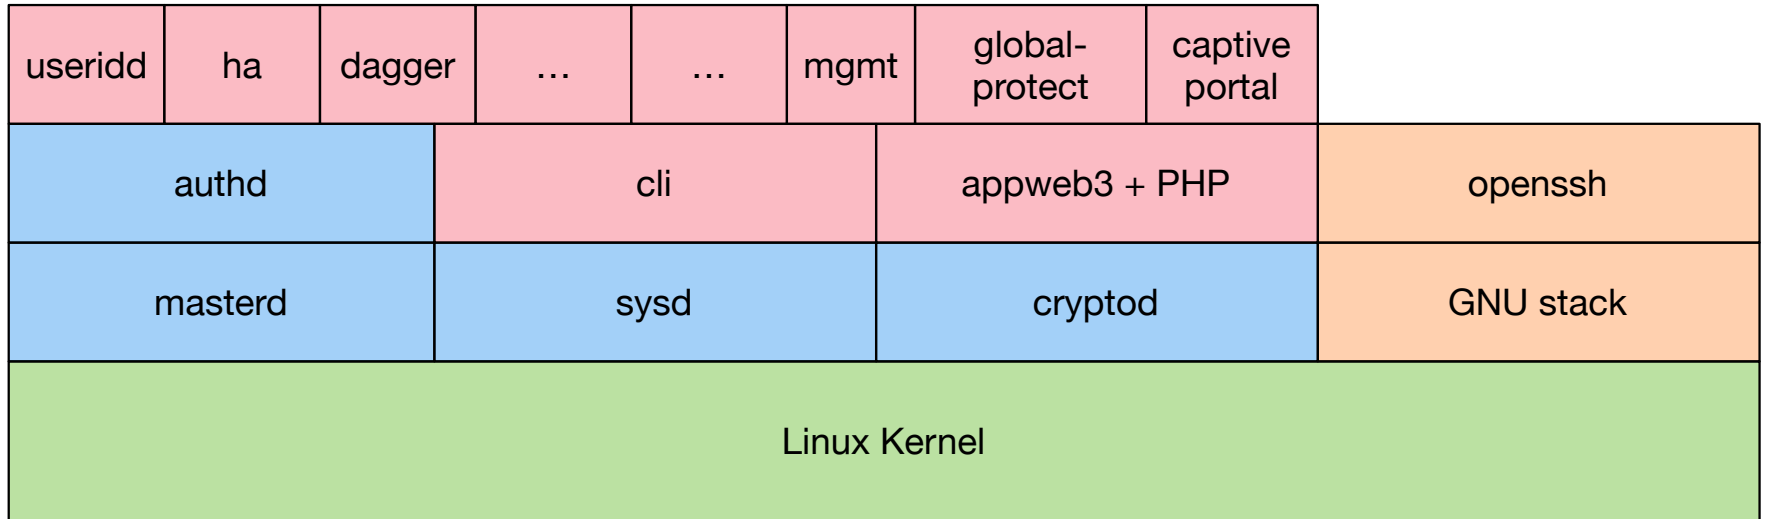 useridd
ha
dagger
...
...
mgmt
global-
protect
captive
portal
authd
cli
appweb3 + PHP
openssh
masterd
sysd
cryptod
GNU stack
Linux Kernel